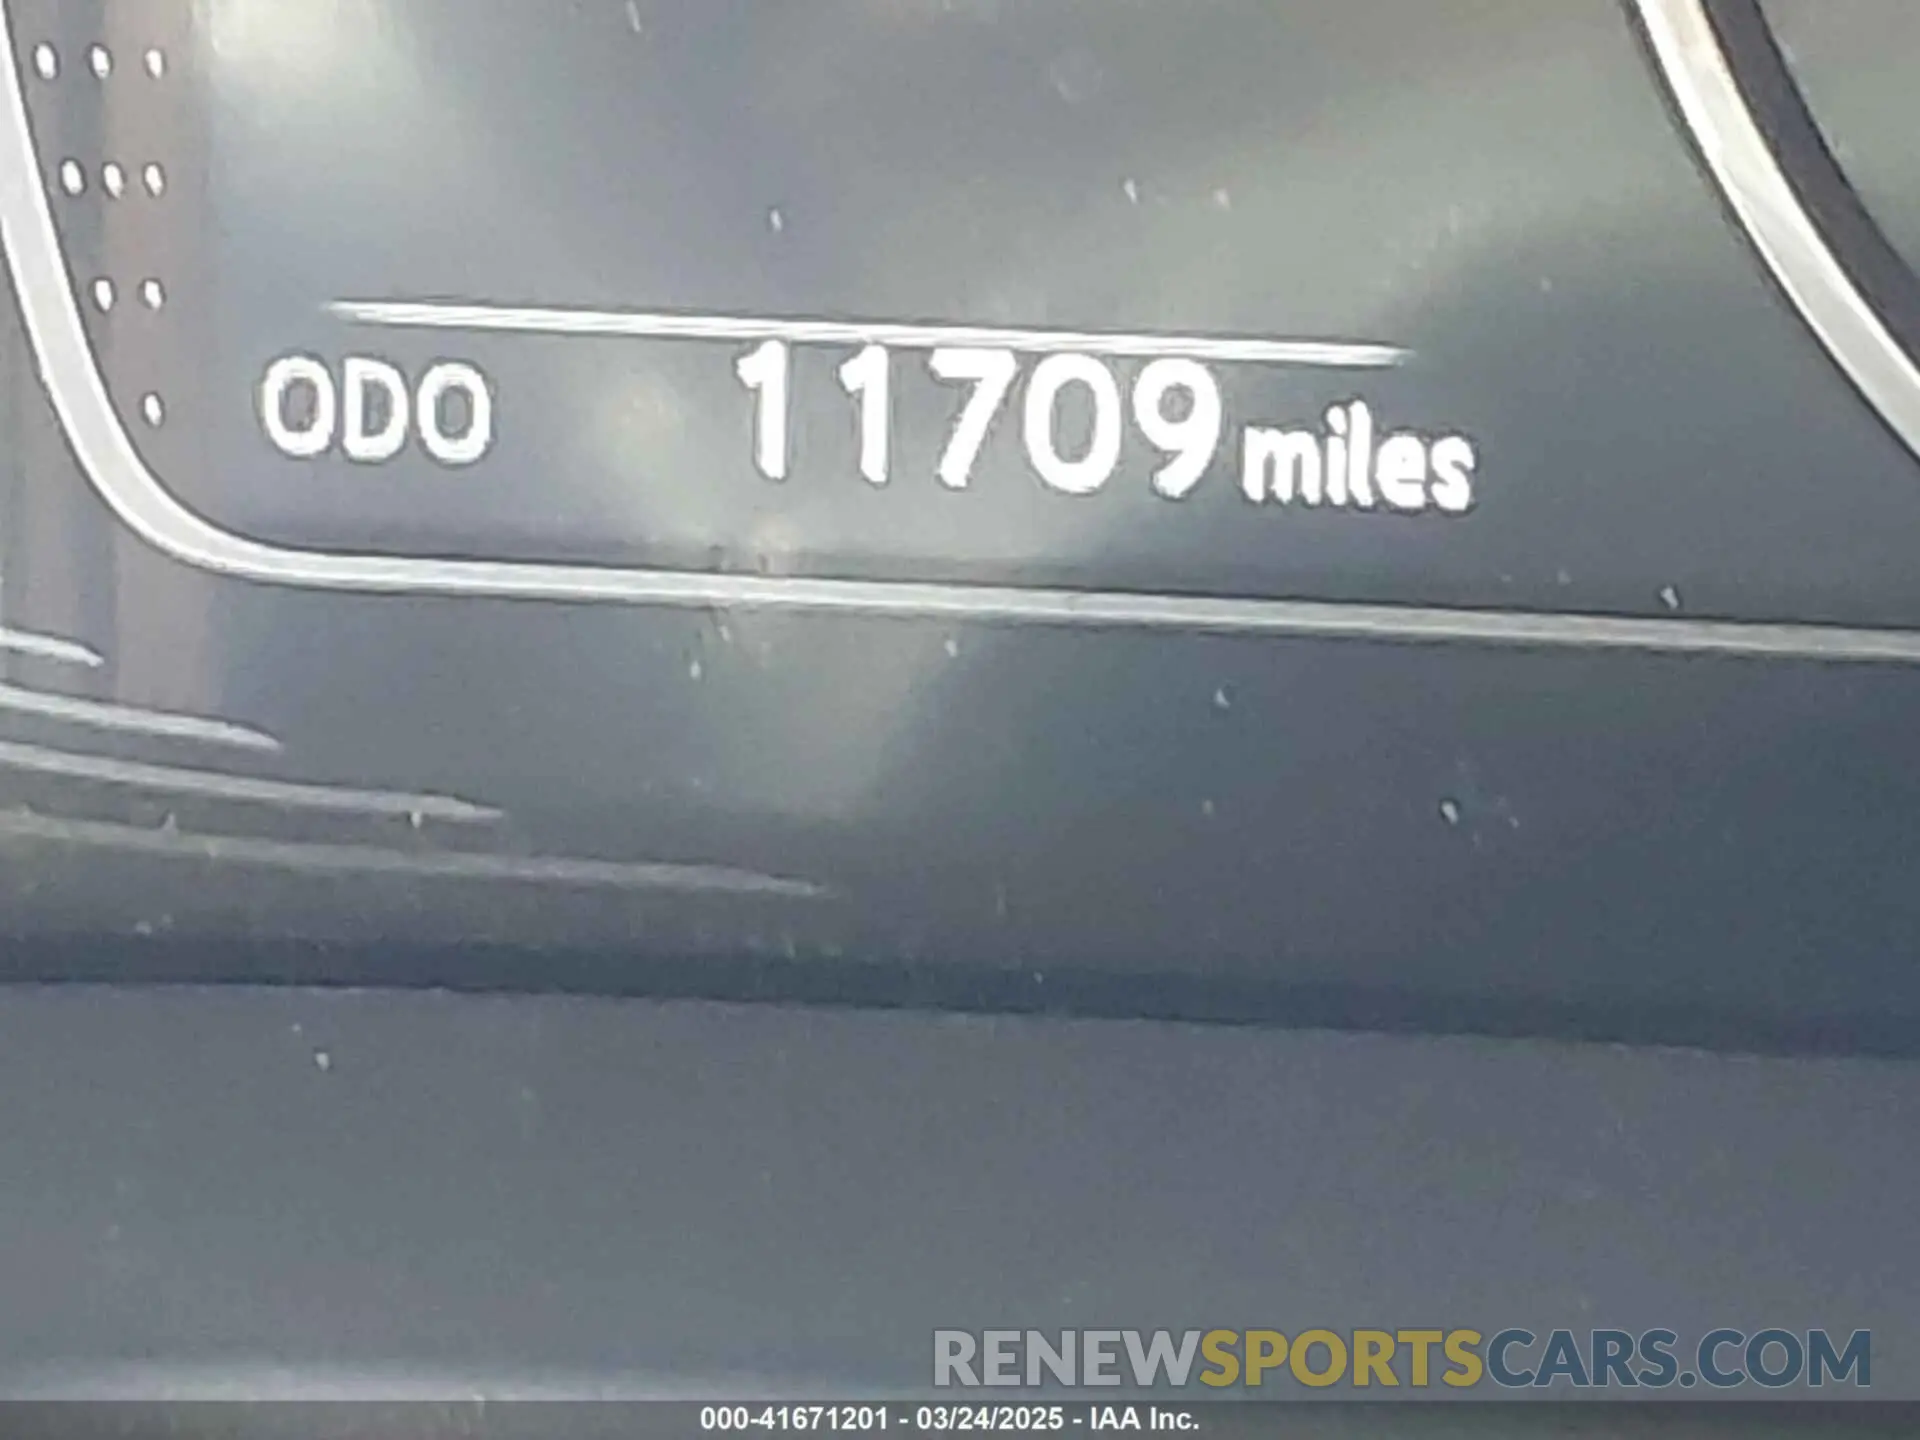 ODO 11709 miles
RENEWSPORTSCARS.COM
000-41671201 - 03/24/2025 - IAA Inc.